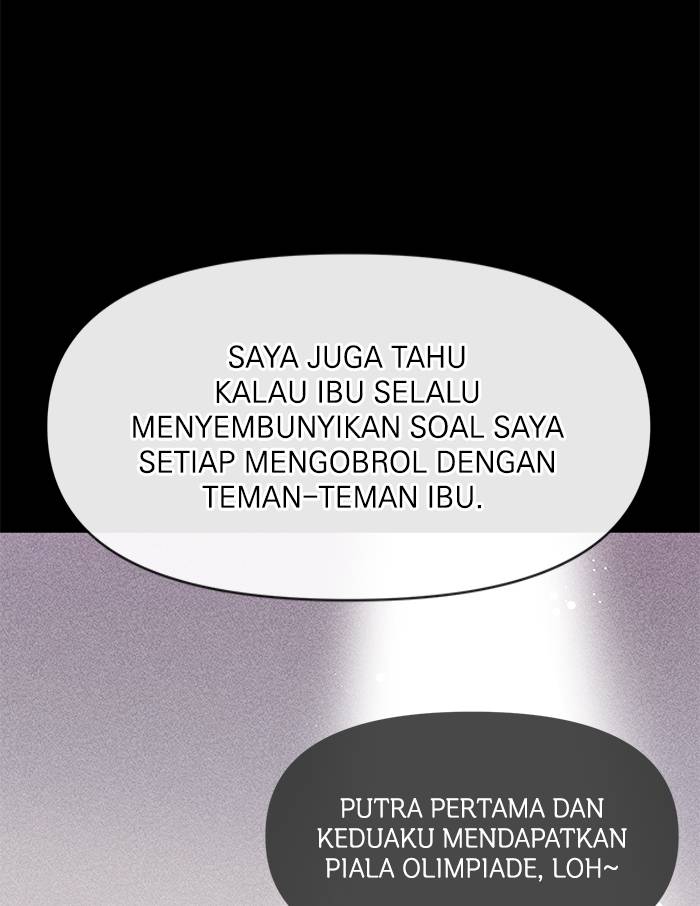 SAYA JUGA TAHU
KALAU IBU SELALU
MENYEMBUNYIKAN SOAL SAYA
SETIAP MENGOBROL DENGAN
TEMAN-TEMAN IBU.
PUTRA PERTAMA DAN
KEDUAKU MENDAPATKAN
PIALA OLIMPIADE, LOH~